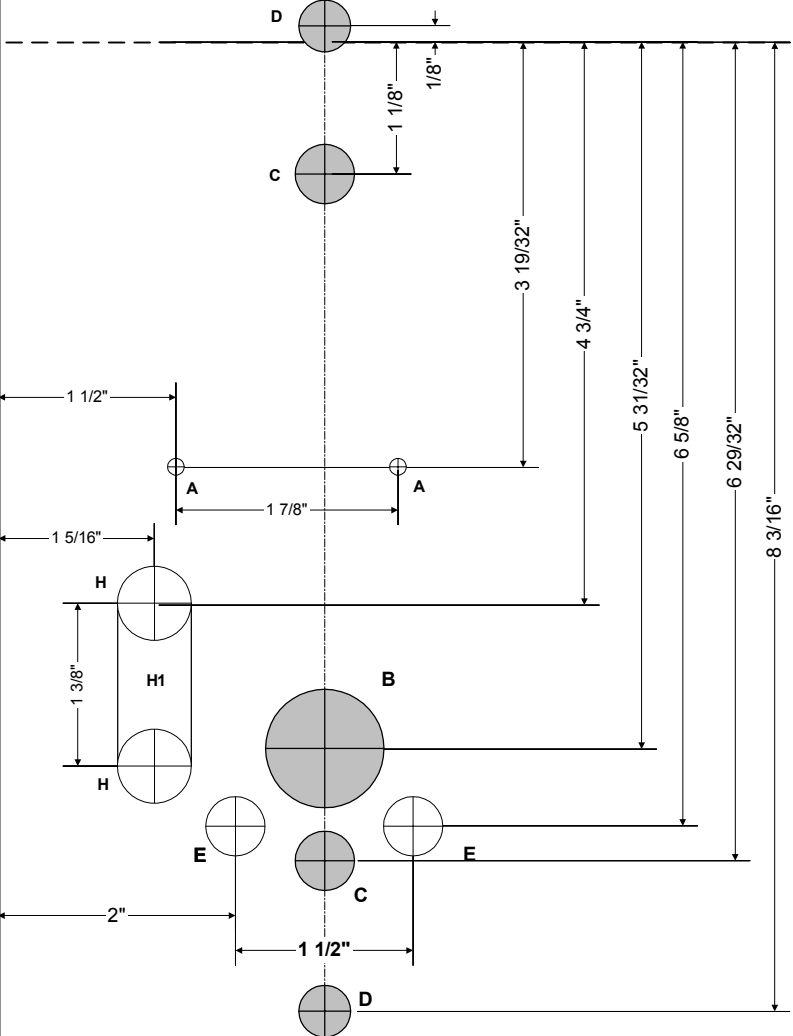 D
1/8"
1 1/8"
C
3 19/32"
4 3/4"
5 31/32"
6 5/8"
6 29/32"
8 3/16"
1 1/2"
A
A
1 7/8"
1 5/16"
H
1 3/8"
H1
B
H
E
E
C
2"
1 1/2"
D